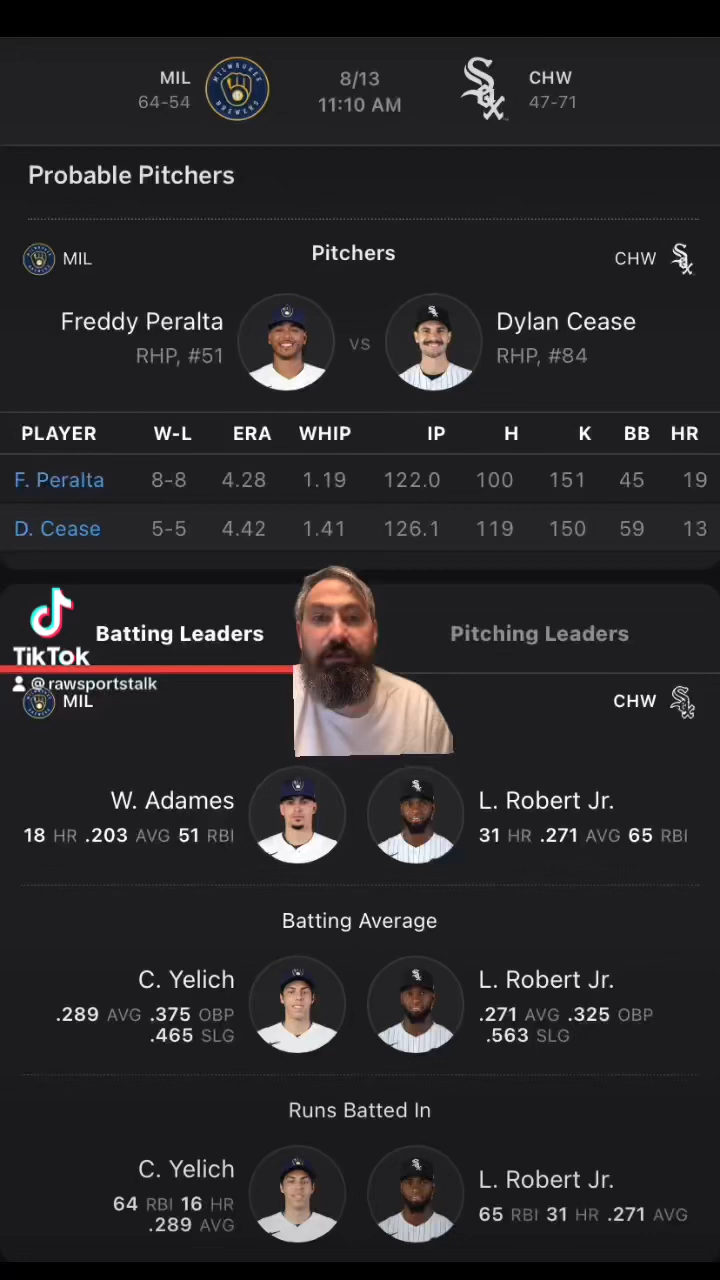 MIL
64-54
8/13
11:10 AM
CHW
47-71
Probable Pitchers
MIL
Pitchers
CHW
Freddy Peralta
RHP, #51
VS
Dylan Cease
RHP, #84
PLAYER W-L ERA WHIP IP H K BB HR
F. Peralta 8-8 4.28 1.19 122.0 100 151 45 19
D. Cease 5-5 4.42 1.41 126.1 119 150 59 13
TikTok
@rawsportstalk
Batting Leaders
Pitching Leaders
MIL
CHW
W. Adames
18 HR .203 AVG 51 RBI
L. Robert Jr.
31 HR .271 AVG 65 RBI
Batting Average
C. Yelich
.289 AVG .375 OBP
.465 SLG
L. Robert Jr.
.271 AVG .325 OBP
.563 SLG
Runs Batted In
C. Yelich
64 RBI 16 HR
.289 AVG
L. Robert Jr.
65 RBI 31 HR .271 AVG